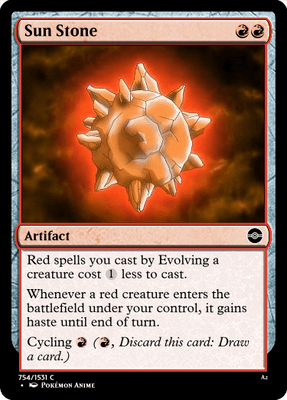 Sun Stone
Artifact
Red spells you cast by Evolving a
creature cost 1 less to cast.
Whenever a red creature enters the
battlefield under your control, it gains
haste until end of turn.
Cycling (, Discard this card: Draw
a card.)
754/1531 C
Az
• Pokémon Anime